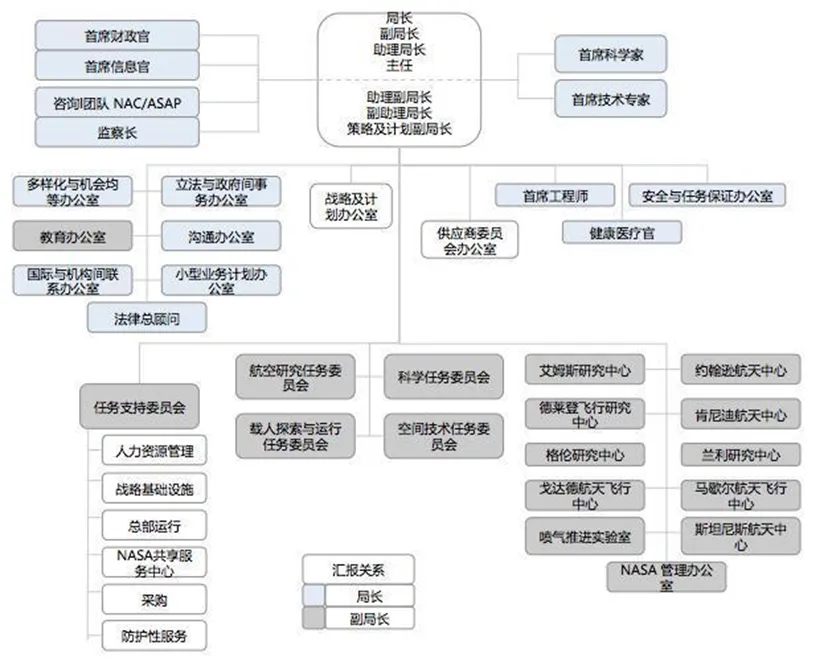 局长
副局长
助理局长
主任
助理副局长
副助理局长
策略及计划副局长
首席财政官
首席信息官
咨询I团队 NAC/ASAP
监察长
首席科学家
首席技术专家
多样化与机会均
等办公室
立法与政府间事
务办公室
教育办公室
沟通办公室
国际与机构间联
系办公室
小型业务计划办
公室
法律总顾问
战略及计
划办公室
供应商委员
会办公室
首席工程师
健康医疗官
安全与任务保证办公室
任务支持委员会
人力资源管理
战略基础设施
总部运行
NASA共享服
务中心
采购
防护性服务
航空研究任务委
员会
科学任务委员会
载人探索与运行
任务委员会
空间技术任务委
员会
艾姆斯研究中心
约翰逊航天中心
德莱登飞行研究
中心
肯尼迪航天中心
格伦研究中心
兰利研究中心
戈达德航天飞行
中心
马歇尔航天飞行
中心
喷气推进实验室
斯坦尼斯航天中
心
NASA 管理办公
室
汇报关系
局长
副局长